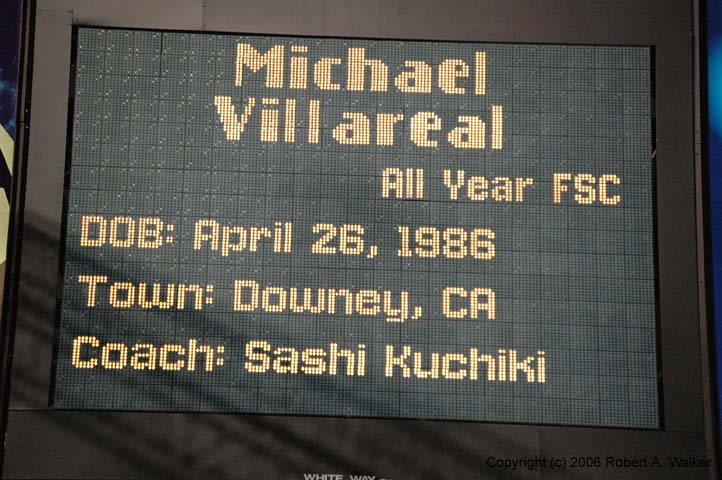 Michael
Villareal
All Year FSC
DOB: April 26, 1986
Town: Downey, CA
Coach: Sashi Kuchiki
WHITE WAY
Copyright (c) 2006 Robert A. Walker